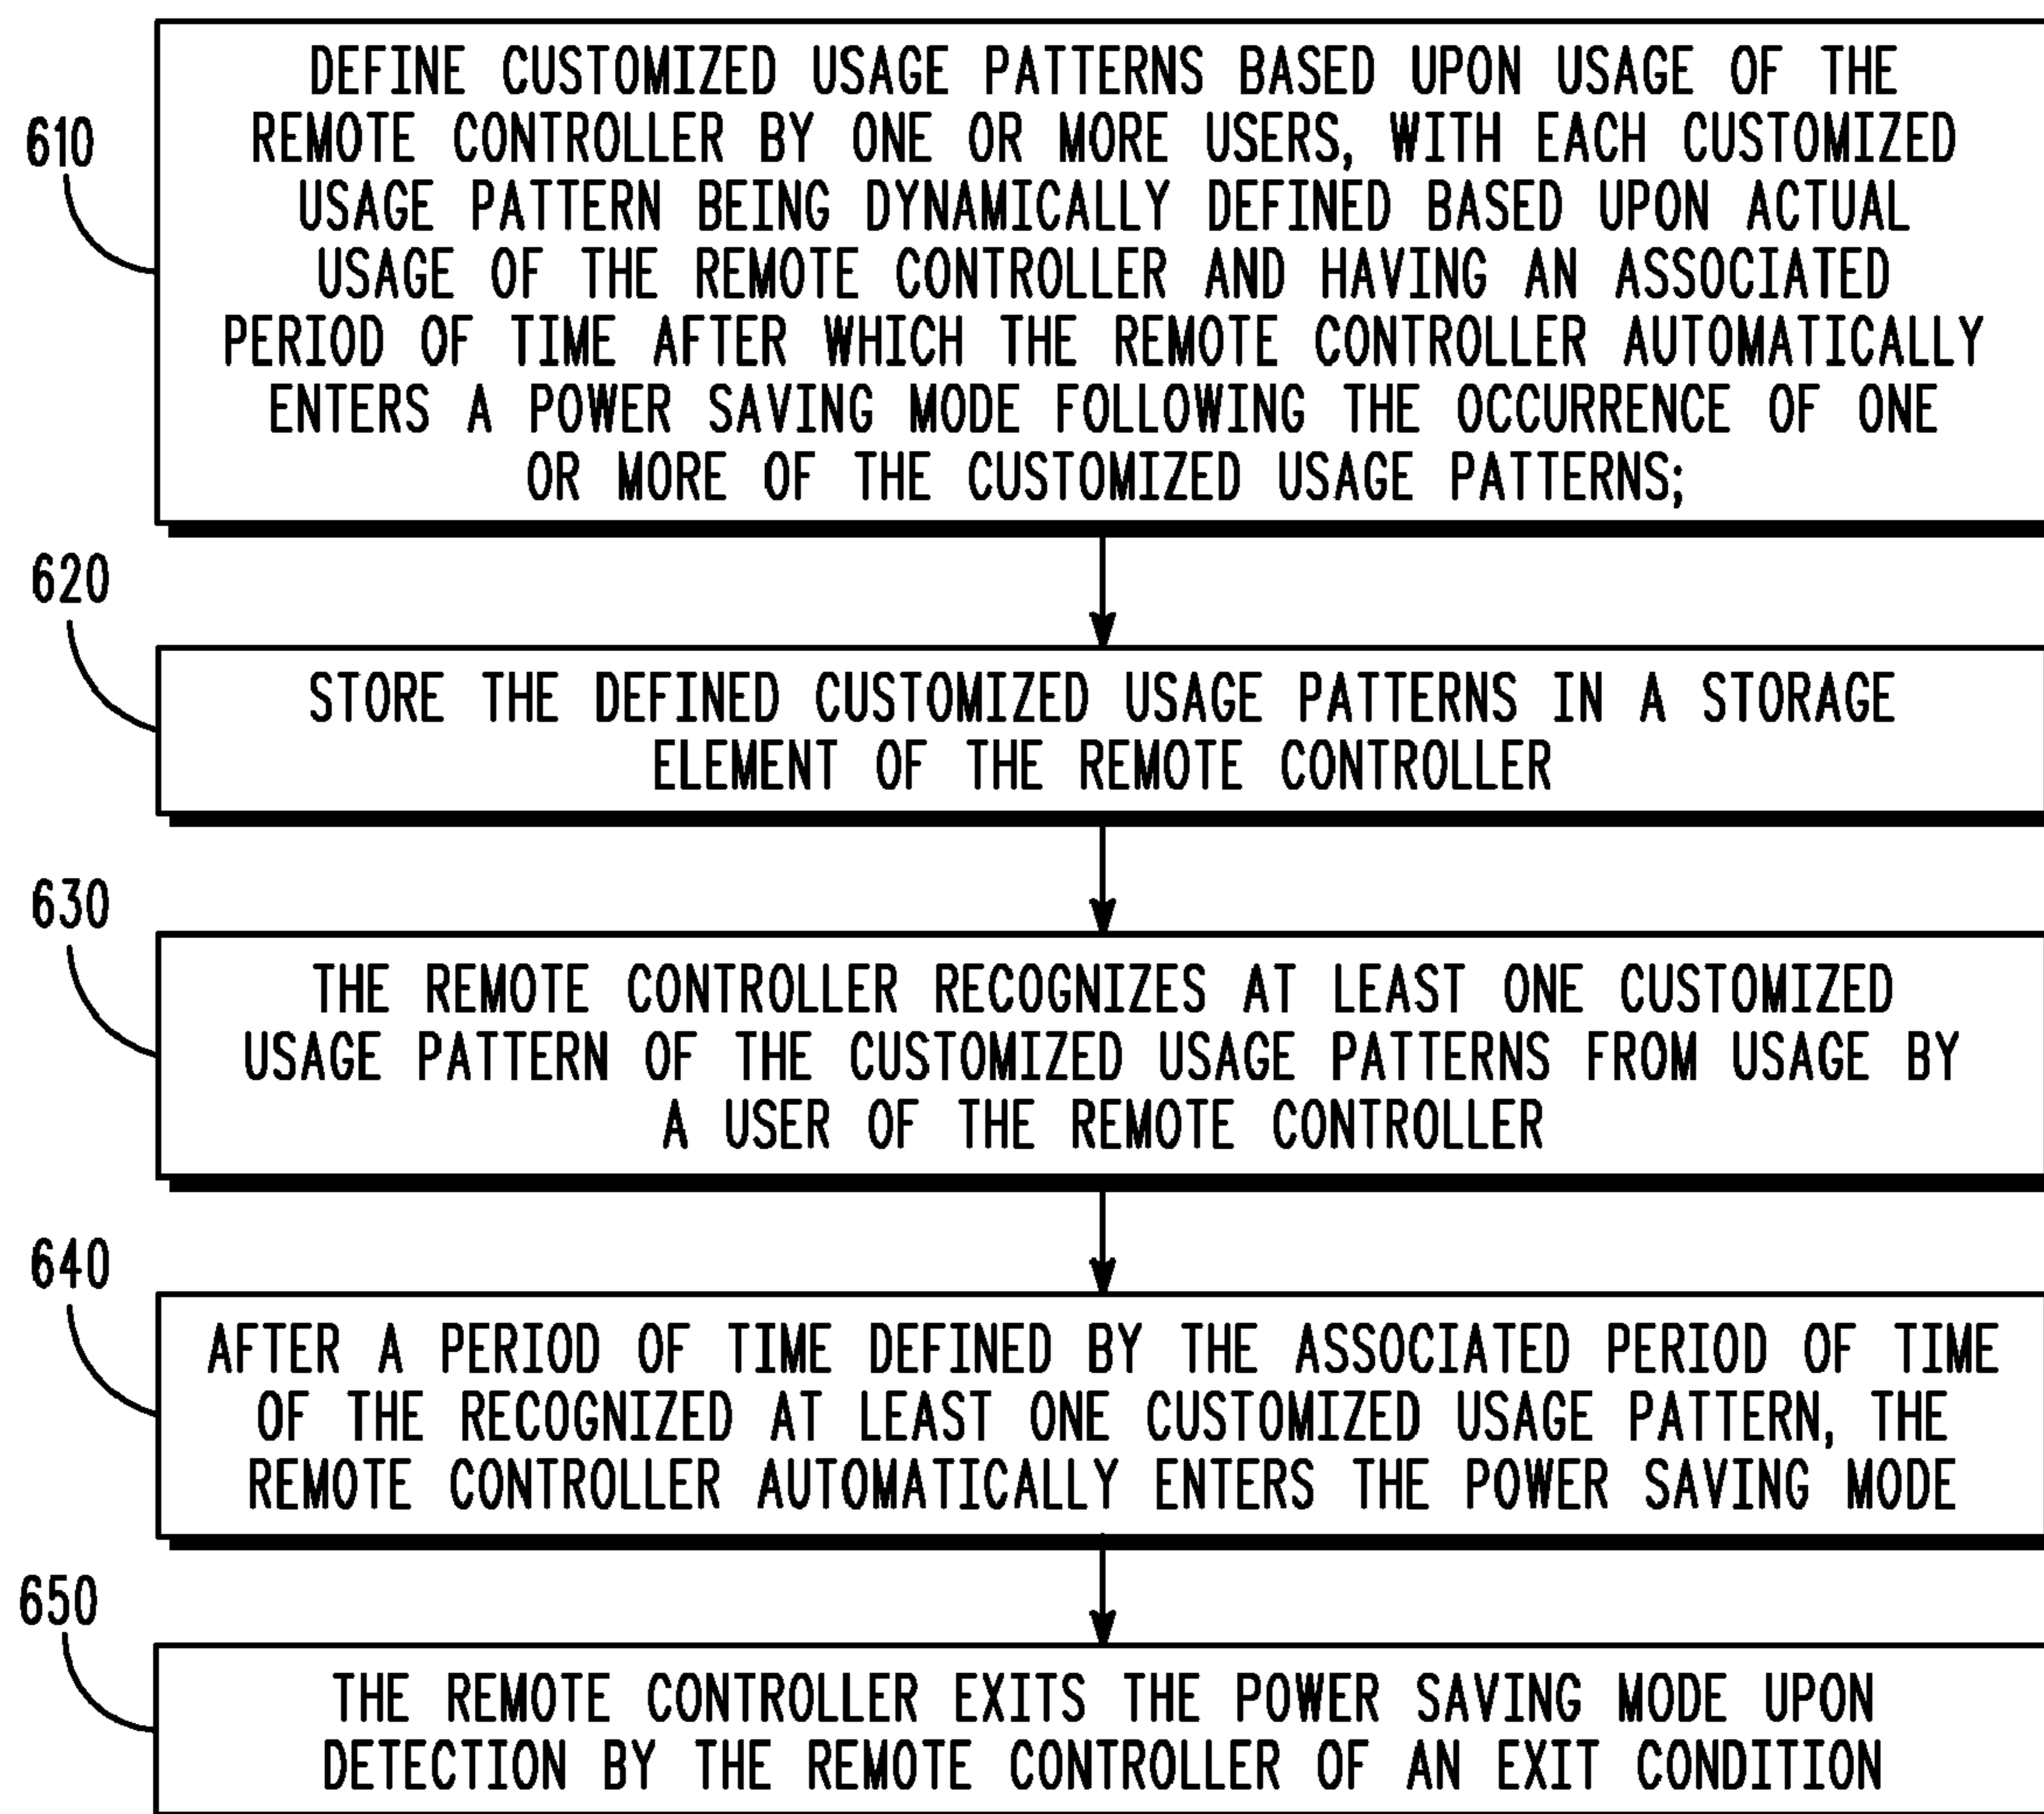 610
DEFINE CUSTOMIZED USAGE PATTERNS BASED UPON USAGE OF THE
REMOTE CONTROLLER BY ONE OR MORE USERS, WITH EACH CUSTOMIZED
USAGE PATTERN BEING DYNAMICALLY DEFINED BASED UPON ACTUAL
USAGE OF THE REMOTE CONTROLLER AND HAVING AN ASSOCIATED
PERIOD OF TIME AFTER WHICH THE REMOTE CONTROLLER AUTOMATICALLY
ENTERS A POWER SAVING MODE FOLLOWING THE OCCURRENCE OF ONE
OR MORE OF THE CUSTOMIZED USAGE PATTERNS;
620
STORE THE DEFINED CUSTOMIZED USAGE PATTERNS IN A STORAGE
ELEMENT OF THE REMOTE CONTROLLER
630
THE REMOTE CONTROLLER RECOGNIZES AT LEAST ONE CUSTOMIZED
USAGE PATTERN OF THE CUSTOMIZED USAGE PATTERNS FROM USAGE BY
A USER OF THE REMOTE CONTROLLER
640
AFTER A PERIOD OF TIME DEFINED BY THE ASSOCIATED PERIOD OF TIME
OF THE RECOGNIZED AT LEAST ONE CUSTOMIZED USAGE PATTERN, THE
REMOTE CONTROLLER AUTOMATICALLY ENTERS THE POWER SAVING MODE
650
THE REMOTE CONTROLLER EXITS THE POWER SAVING MODE UPON
DETECTION BY THE REMOTE CONTROLLER OF AN EXIT CONDITION